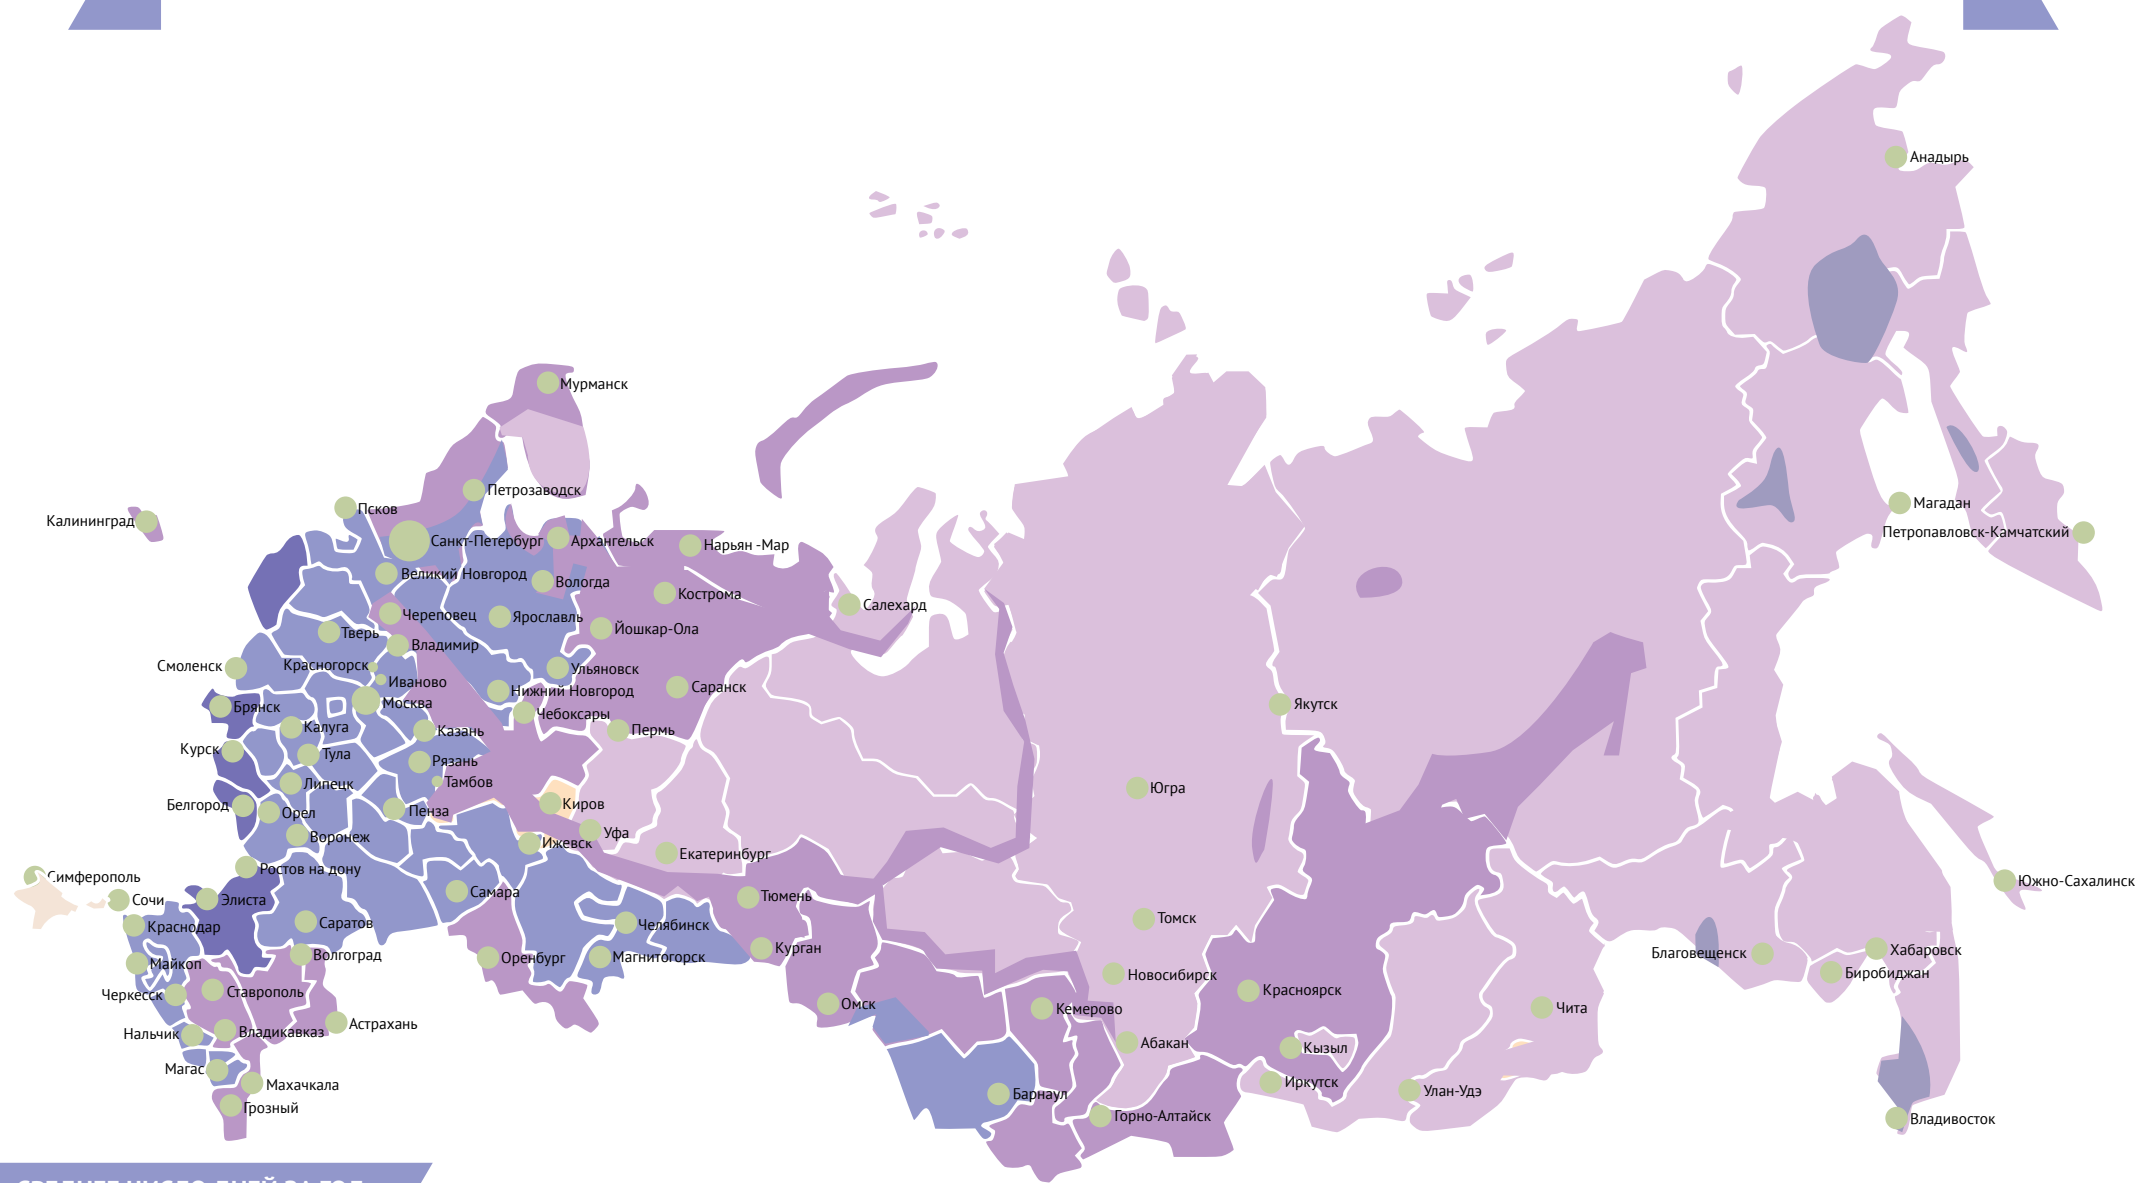 Анадырь
Мурманск
Петрозаводск
Магадан
Псков
Калининград
Петропавловск-Камчатский
Санкт-Петербург
Архангельск
Нарьян -Мар
Великий Новгород
Вологда
Кострома
Салехард
Череповец
Ярославль
Йошкар-Ола
Тверь
Владимир
Смоленск
Красногорск
Ульяновск
Иваново
Нижний Новгород
Саранск
Москва
Якутск
Брянск
Чебоксары
Калуга
Казань
Пермь
Курск
Тула
Рязань
Липецк
Тамбов
Югра
Белгород
Орел
Пенза
Киров
Воронеж
Уфа
Ижевск
Екатеринбург
Ростов на дону
Симферополь
Южно-Сахалинск
Сочи
Элиста
Самара
Тюмень
Томск
Краснодар
Саратов
Челябинск
Курган
Хабаровск
Благовещенск
Волгоград
Оренбург
Магнитогорск
Майкоп
Биробиджан
Новосибирск
Черкесск
Ставрополь
Красноярск
Омск
Кемерово
Чита
Астрахань
Нальчик
Владикавказ
Абакан
Кызыл
Магас
Махачкала
Иркутск
Улан-Удэ
Барнаул
Грозный
Горно-Алтайск
Владивосток
СРЕДНЕЕ ЧИСЛО ДНЕЙ ЗА ГОД